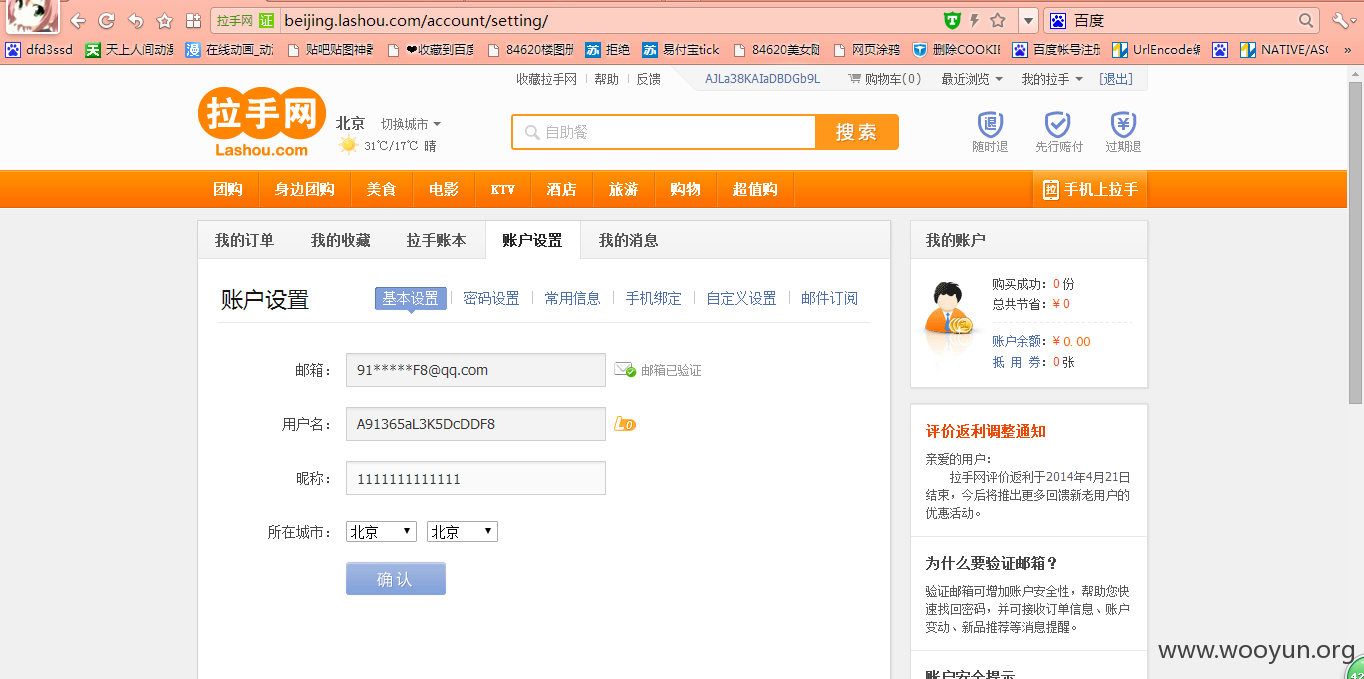 拉手网 证 beijing.lashou.com/account/setting/ 百度
dfd3ssd 天上人间动漫 在线动画_动 贴吧贴图神 ❤收藏到百度 84620楼图册 拒绝 易付宝tick 84620美女 网页涂鸦 删除COOKIE 百度帐号注册 UrlEncode编 NATIVE/ASC »
收藏拉手网 帮助 反馈 AJLa38KAIaDBDGb9L 购物车(0) 最近浏览 我的拉手 [退出]
拉手网
Lashou.com
北京 切换城市
31℃/17℃ 晴
自助餐 搜索
随时退 先行赔付 过期退
团购 身边团购 美食 电影 KTV 酒店 旅游 购物 超值购 手机上拉手
我的订单 我的收藏 拉手账本 账户设置 我的消息
账户设置 基本设置 密码设置 常用信息 手机绑定 自定义设置 邮件订阅
邮箱： 91*****F8@qq.com 邮箱已验证
用户名： A91365aL3K5DcDDF8 L0
昵称： 1111111111111
所在城市： 北京 北京
确认
我的账户
购买成功：0 份
总共节省：¥ 0
账户余额：¥ 0.00
抵 用 券：0 张
评价返利调整通知
亲爱的用户：
拉手网评价返利于2014年4月21日
结束，今后将推出更多回馈新老用户的
优惠活动。
为什么要验证邮箱？
验证邮箱可增加账户安全性，帮助您快
速找回密码，并可接收订单信息、账户
变动、新品推荐等消息提醒。
账户安全提示
www.wooyun.org